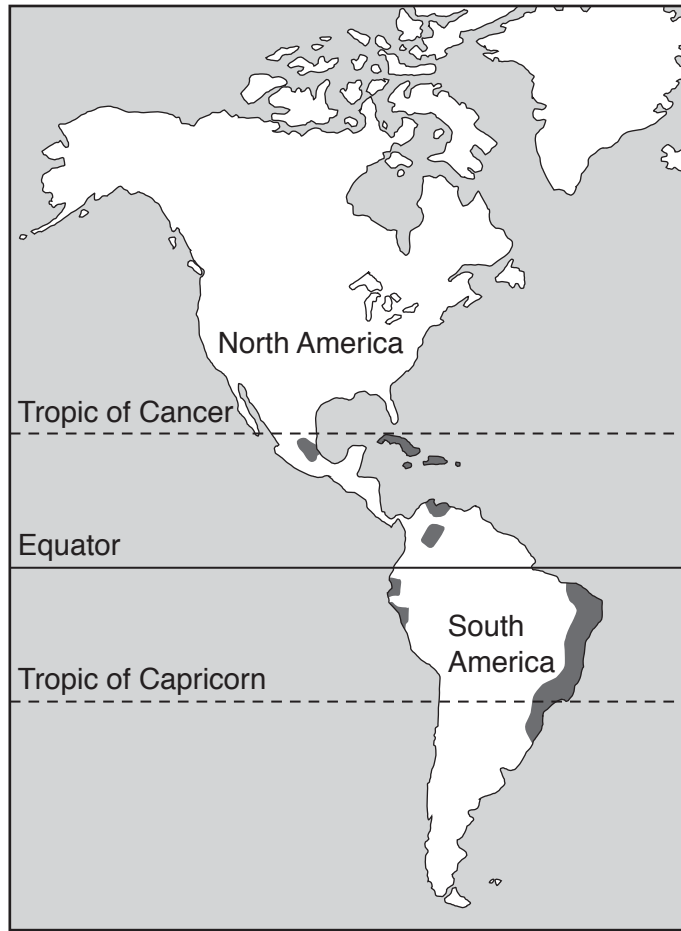 North America
Tropic of Cancer
Equator
South
America
Tropic of Capricorn